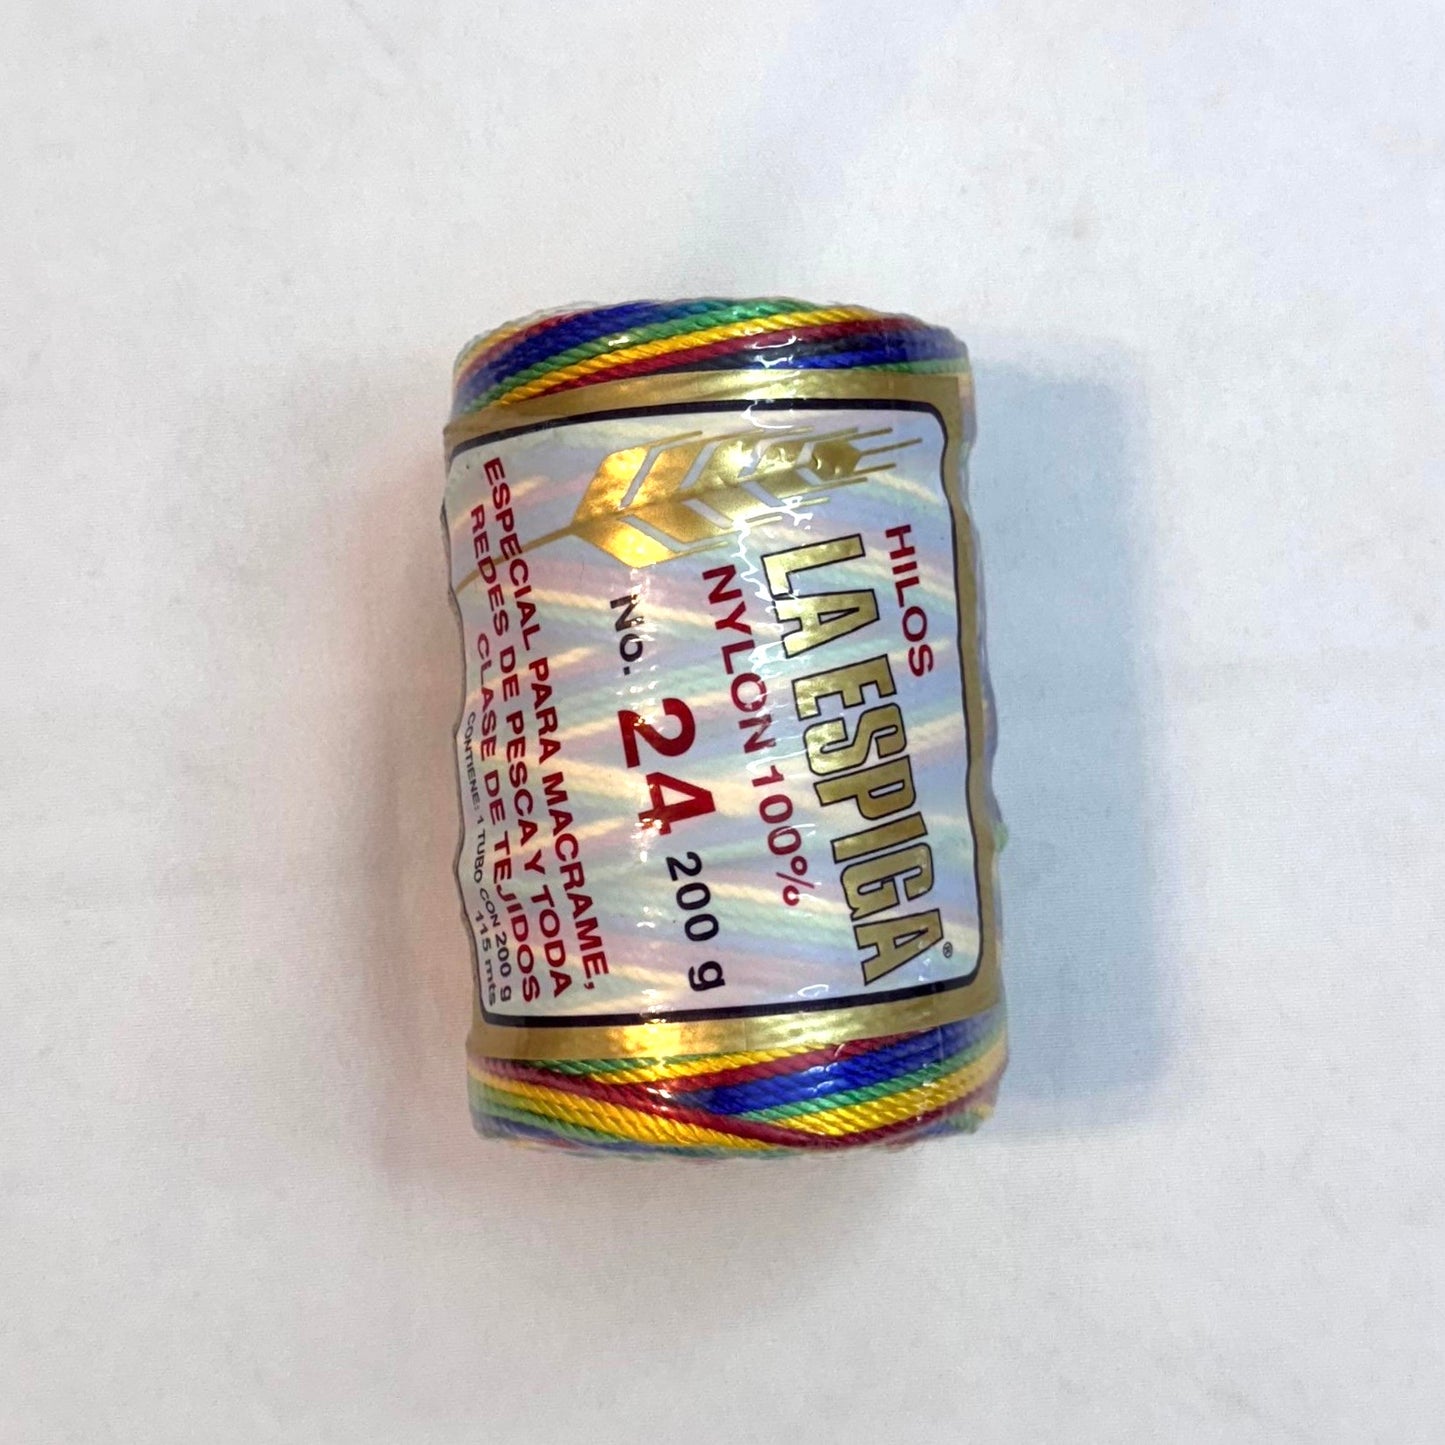 HILOS
LA ESPIGA®
NYLON 100%
No. 24 200 g
ESPECIAL PARA MACRAME,
REDES DE PESCA Y TODA
CLASE DE TEJIDOS
CONTIENE: 1 TUBO CON 200 g
115 mts